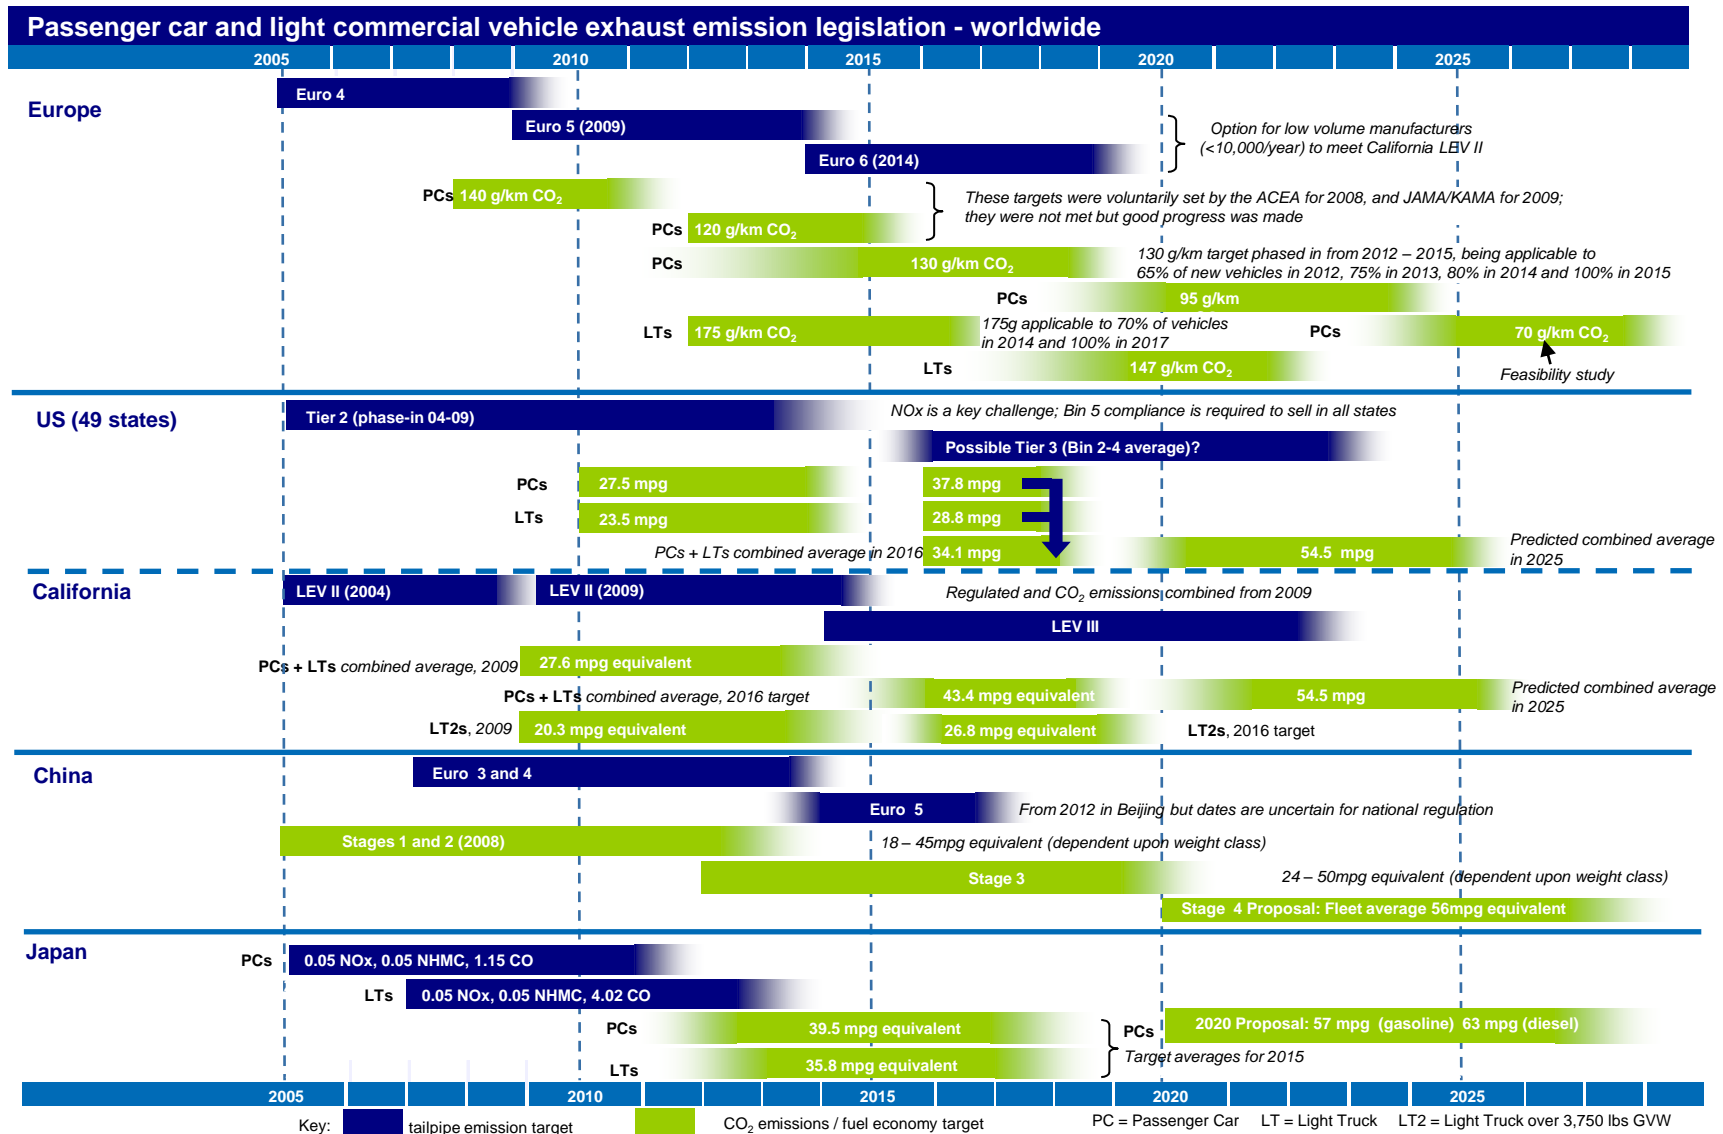 Passenger car and light commercial vehicle exhaust emission legislation - worldwide
2005 2010 2015 2020 2025
Europe
Euro 4
Euro 5 (2009)
Euro 6 (2014)
Option for low volume manufacturers
(<10,000/year) to meet California LEV II
PCs 140 g/km CO2
PCs 120 g/km CO2
These targets were voluntarily set by the ACEA for 2008, and JAMA/KAMA for 2009;
they were not met but good progress was made
PCs 130 g/km CO2
130 g/km target phased in from 2012 – 2015, being applicable to
65% of new vehicles in 2012, 75% in 2013, 80% in 2014 and 100% in 2015
PCs 95 g/km
LTs 175 g/km CO2
175g applicable to 70% of vehicles
in 2014 and 100% in 2017
PCs 70 g/km CO2
LTs 147 g/km CO2
Feasibility study
US (49 states)
Tier 2 (phase-in 04-09)
NOx is a key challenge; Bin 5 compliance is required to sell in all states
Possible Tier 3 (Bin 2-4 average)?
PCs 27.5 mpg 37.8 mpg
LTs 23.5 mpg 28.8 mpg
PCs + LTs combined average in 2016 34.1 mpg 54.5 mpg
Predicted combined average
in 2025
California
LEV II (2004) LEV II (2009)
Regulated and CO2 emissions combined from 2009
LEV III
PCs + LTs combined average, 2009 27.6 mpg equivalent
PCs + LTs combined average, 2016 target 43.4 mpg equivalent 54.5 mpg
Predicted combined average
in 2025
LT2s, 2009 20.3 mpg equivalent 26.8 mpg equivalent LT2s, 2016 target
China
Euro 3 and 4
Euro 5
From 2012 in Beijing but dates are uncertain for national regulation
Stages 1 and 2 (2008)
18 – 45mpg equivalent (dependent upon weight class)
Stage 3
24 – 50mpg equivalent (dependent upon weight class)
Stage 4 Proposal: Fleet average 56mpg equivalent
Japan
PCs 0.05 NOx, 0.05 NHMC, 1.15 CO
LTs 0.05 NOx, 0.05 NHMC, 4.02 CO
PCs 39.5 mpg equivalent
PCs 2020 Proposal: 57 mpg (gasoline) 63 mpg (diesel)
Target averages for 2015
LTs 35.8 mpg equivalent
2005 2010 2015 2020 2025
Key: tailpipe emission target CO2 emissions / fuel economy target PC = Passenger Car LT = Light Truck LT2 = Light Truck over 3,750 lbs GVW